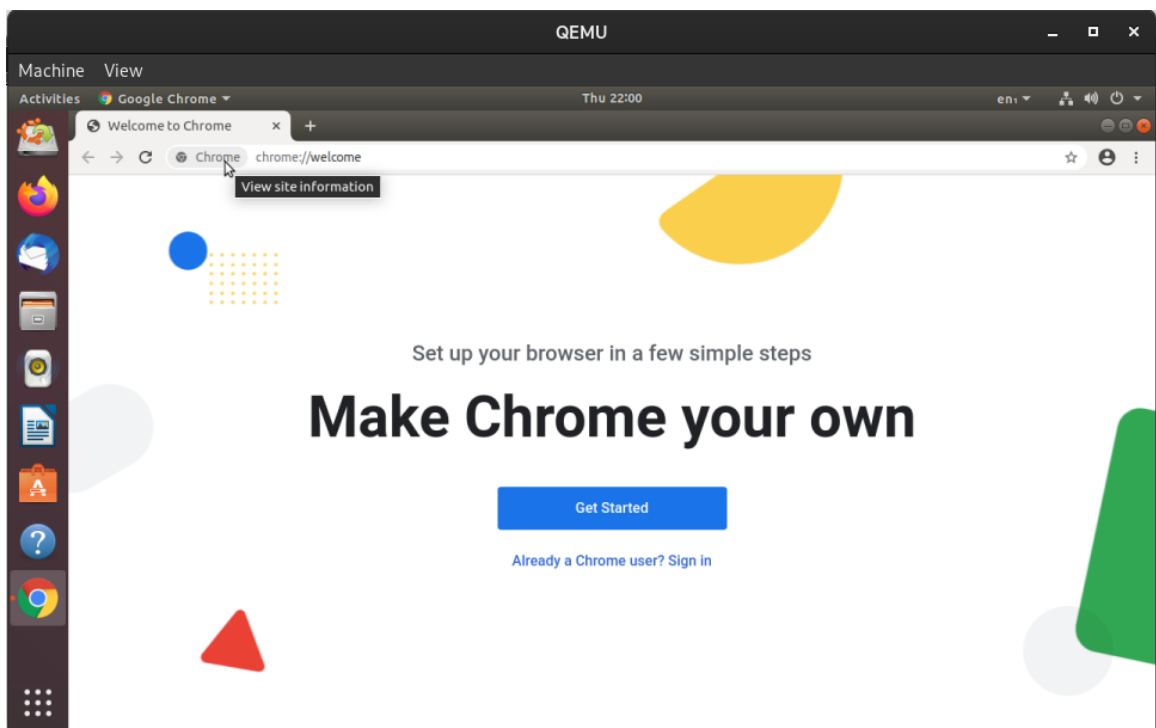 QEMU
Machine View
Activities Google Chrome Thu 22:00 en₁
Welcome to Chrome
Chrome chrome://welcome
View site information
Set up your browser in a few simple steps
Make Chrome your own
Get Started
Already a Chrome user? Sign in